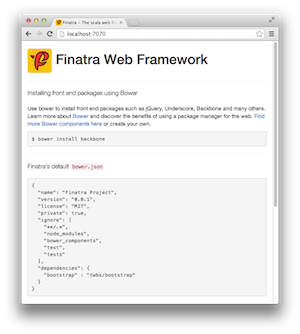 Finatra - The scala web f
localhost:7070
Finatra Web Framework
Installing front end packages using Bower
Use bower to install front end packages such as jQuery, Underscore, Backbone and many others.
Learn more about Bower and discover the benefits of using a package manager for the web. Find
more Bower components here or create your own.
$ bower install backbone
Finatra's default bower.json
{
"name": "Finatra Project",
"version": "0.0.1",
"license": "MIT",
"private": true,
"ignore": [
"**/.*",
"node_modules",
"bower_components",
"test",
"tests"
],
"dependencies": {
"bootstrap" : "twbs/bootstrap"
}
}